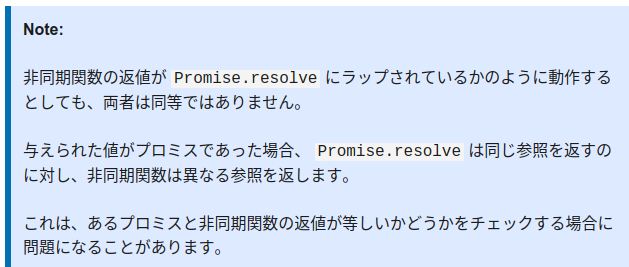 Note:
非同期関数の返値が Promise.resolve にラップされているかのように動作する
としても、両者は同等ではありません。
与えられた値がプロミスであった場合、 Promise.resolve は同じ参照を返すの
に対し、非同期関数は異なる参照を返します。
これは、あるプロミスと非同期関数の返値が等しいかどうかをチェックする場合に
問題になることがあります。